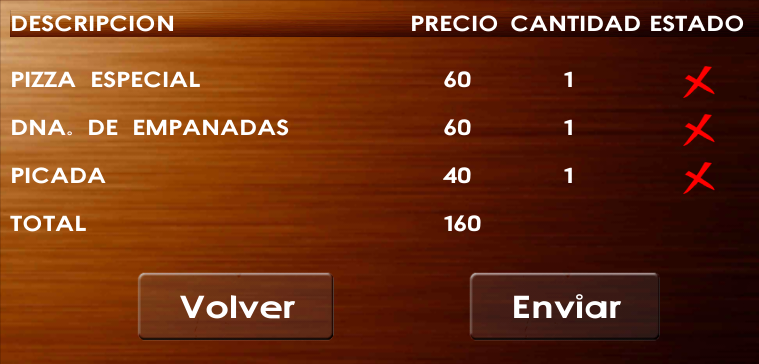 DESCRIPCION PRECIO CANTIDAD ESTADO
PIZZA ESPECIAL 60 1
DNA. DE EMPANADAS 60 1
PICADA 40 1
TOTAL 160
Volver Enviar